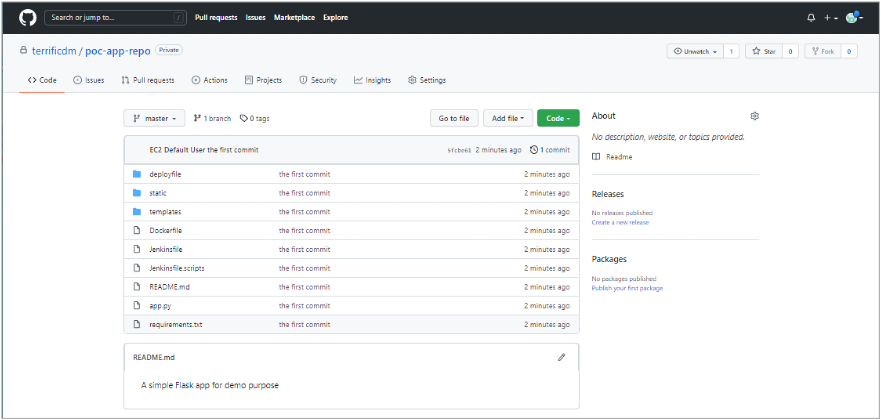 Search or jump to... / Pull requests Issues Marketplace Explore
terrificdm / poc-app-repo Private Unwatch 1 Star 0 Fork 0
Code Issues Pull requests Actions Projects Security Insights Settings
master 1 branch 0 tags Go to file Add file Code
EC2 Default User the first commit 5fcbe61 2 minutes ago 1 commit
deployfile the first commit 2 minutes ago
static the first commit 2 minutes ago
templates the first commit 2 minutes ago
Dockerfile the first commit 2 minutes ago
Jenkinsfile the first commit 2 minutes ago
Jenkinsfile.scripts the first commit 2 minutes ago
README.md the first commit 2 minutes ago
app.py the first commit 2 minutes ago
requirements.txt the first commit 2 minutes ago
README.md
A simple Flask app for demo purpose
About
No description, website, or topics provided.
Readme
Releases
No releases published
Create a new release
Packages
No packages published
Publish your first package